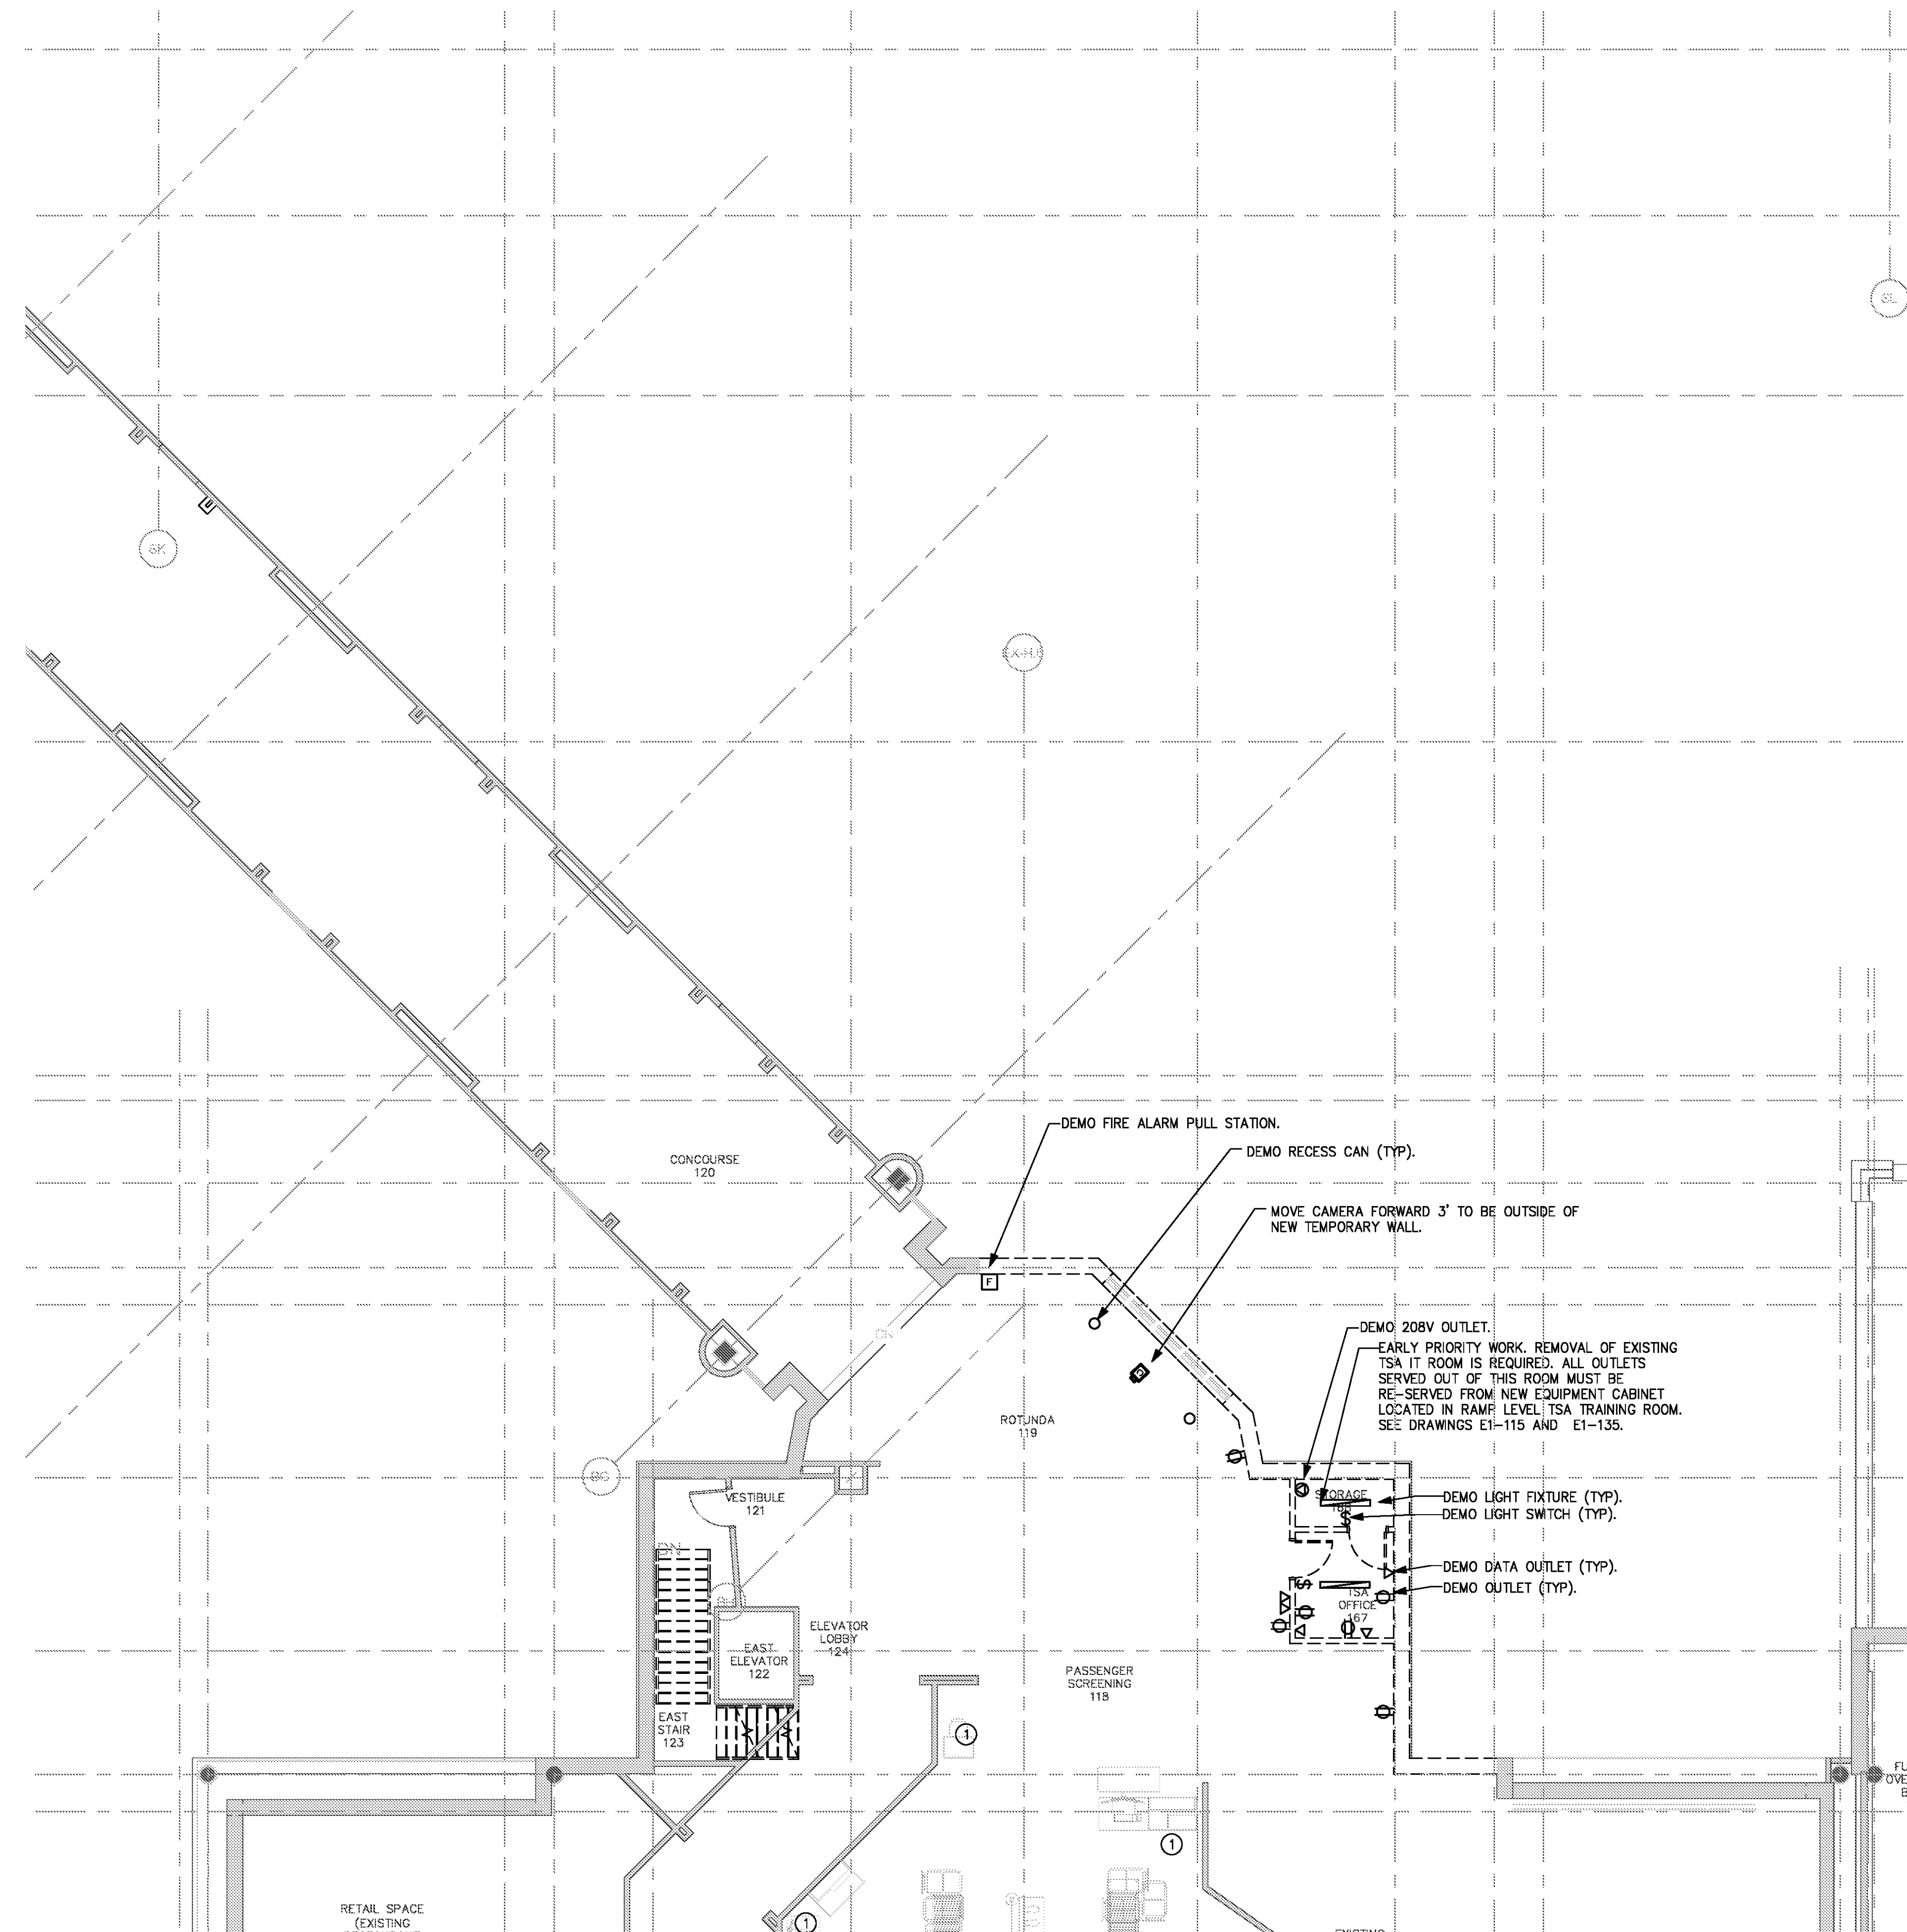 6L
6K
EX-H.6
DEMO FIRE ALARM PULL STATION.
DEMO RECESS CAN (TYP).
CONCOURSE
120
MOVE CAMERA FORWARD 3' TO BE OUTSIDE OF
NEW TEMPORARY WALL.
F
DN
DEMO 208V OUTLET.
EARLY PRIORITY WORK. REMOVAL OF EXISTING
TSA IT ROOM IS REQUIRED. ALL OUTLETS
SERVED OUT OF THIS ROOM MUST BE
RE-SERVED FROM NEW EQUIPMENT CABINET
LOCATED IN RAMP LEVEL TSA TRAINING ROOM.
SEE DRAWINGS E1-115 AND E1-135.
ROTUNDA
119
VESTIBULE
121
STORAGE
DEMO LIGHT FIXTURE (TYP).
DEMO LIGHT SWITCH (TYP).
S
DN
DEMO DATA OUTLET (TYP).
DEMO OUTLET (TYP).
S
TSA
OFFICE
167
ELEVATOR
LOBBY
124
EAST
ELEVATOR
122
PASSENGER
SCREENING
118
EAST
STAIR
123
1
1
RETAIL SPACE
(EXISTING
1